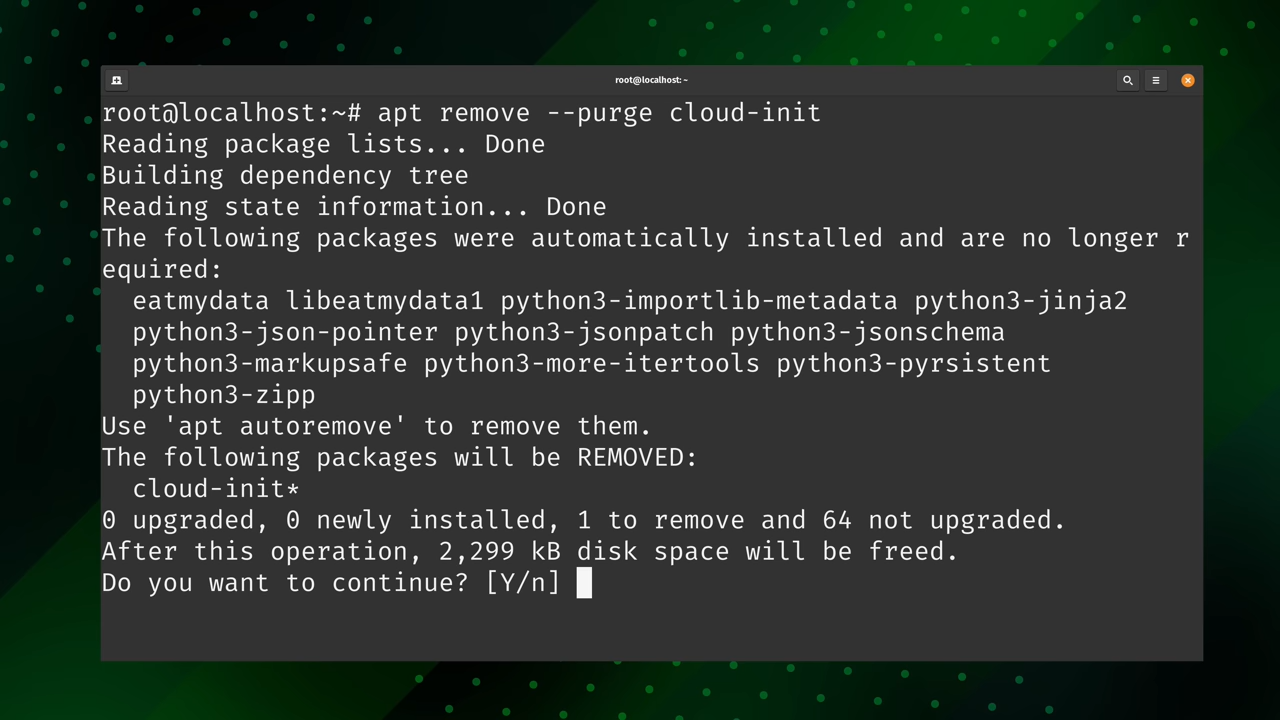 root@localhost: ~
root@localhost:~# apt remove --purge cloud-init
Reading package lists... Done
Building dependency tree
Reading state information... Done
The following packages were automatically installed and are no longer r
equired:
  eatmydata libeatmydata1 python3-importlib-metadata python3-jinja2
  python3-json-pointer python3-jsonpatch python3-jsonschema
  python3-markupsafe python3-more-itertools python3-pyrsistent
  python3-zipp
Use 'apt autoremove' to remove them.
The following packages will be REMOVED:
  cloud-init*
0 upgraded, 0 newly installed, 1 to remove and 64 not upgraded.
After this operation, 2,299 kB disk space will be freed.
Do you want to continue? [Y/n]